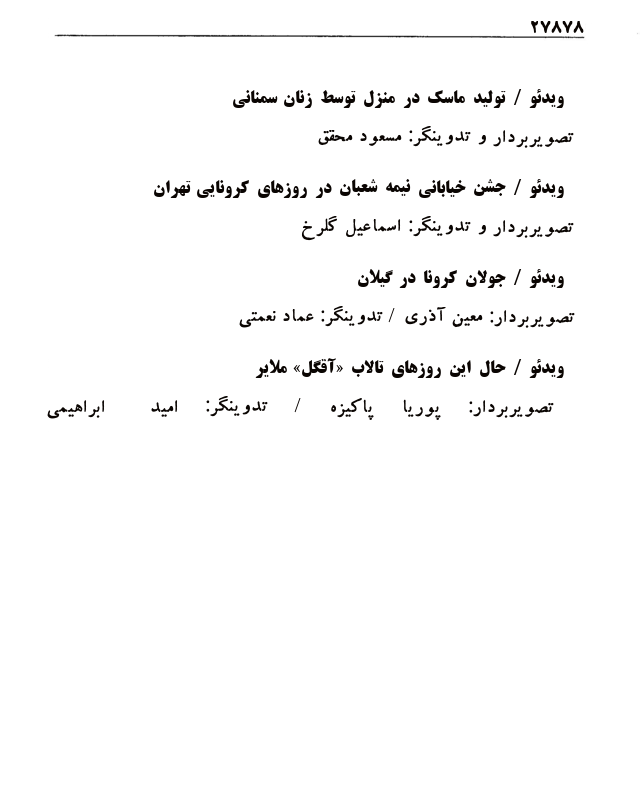 ۲۷۸۷۸
ویدئو / تولید ماسک در منزل توسط زنان سمنانی
تصویربردار و تدوینگر: مسعود محقق
ویدئو / جشن خیابانی نیمه شعبان در روزهای کرونایی تهران
تصویربردار و تدوینگر: اسماعیل گلرخ
ویدئو / جولان کرونا در گیلان
تصویربردار: معین آذری / تدوینگر: عماد نعمتی
ویدئو / حال این روزهای تالاب «آقگل» ملایر
تصویربردار: پوریا پاکیزه / تدوینگر: امید ابراهیمی